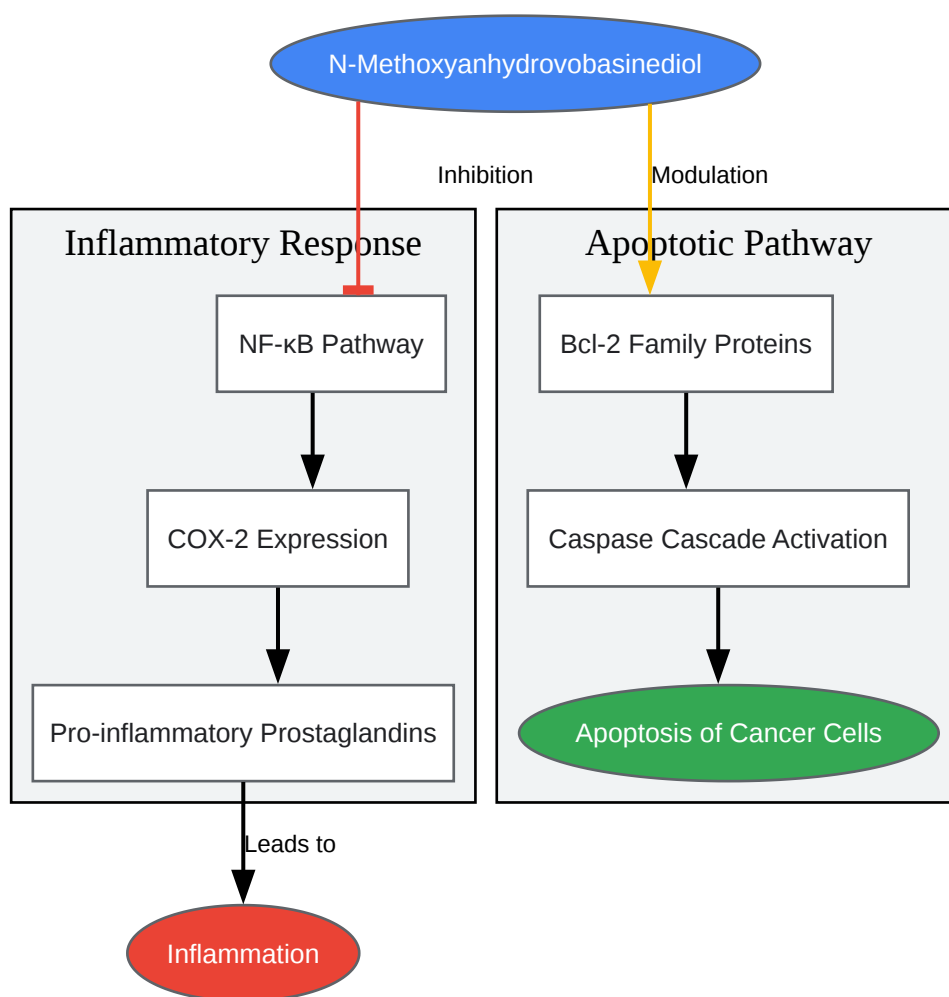 N-Methoxyanhydrovobasinediol
Inhibition
Modulation
Inflammatory Response
Apoptotic Pathway
NF-κB Pathway
Bcl-2 Family Proteins
COX-2 Expression
Caspase Cascade Activation
Pro-inflammatory Prostaglandins
Apoptosis of Cancer Cells
Leads to
Inflammation